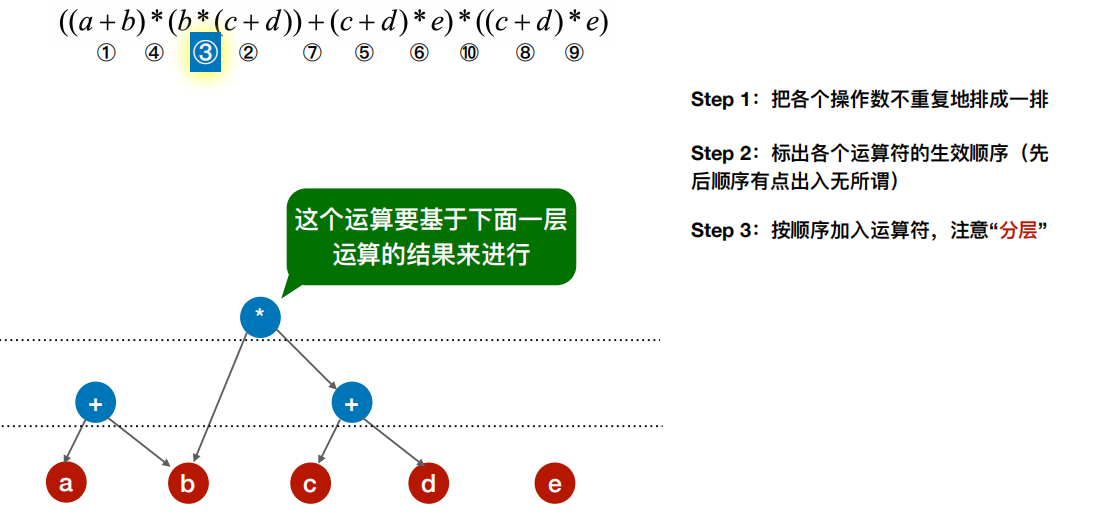 ((a + b) * (b * (c + d)) + (c + d) * e) * ((c + d) * e)
① ④ ③ ② ⑦ ⑤ ⑥ ⑩ ⑧ ⑨
Step 1：把各个操作数不重复地排成一排
Step 2：标出各个运算符的生效顺序（先
后顺序有点出入无所谓）
Step 3：按顺序加入运算符，注意“分层”
这个运算要基于下面一层
运算的结果来进行
*
+ +
a b c d e